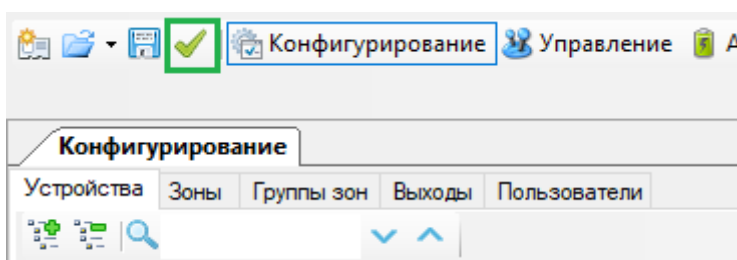 Конфигурирование Управление А
Конфигурирование
Устройства Зоны Группы зон Выходы Пользователи